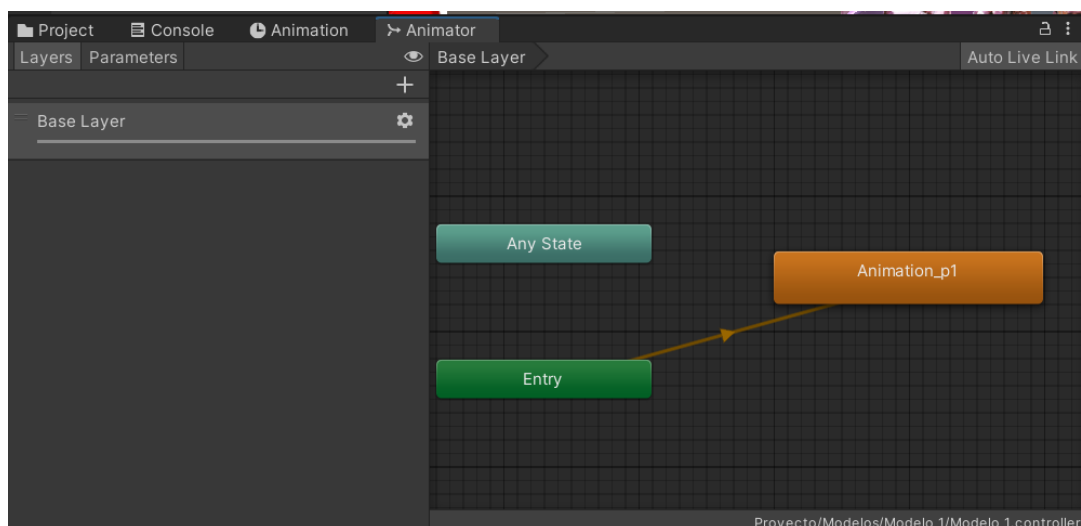 Project Console Animation Animator
Layers Parameters Base Layer Auto Live Link
Base Layer
Any State
Animation_p1
Entry
Proyecto/Modelos/Modelo 1/Modelo 1.controller